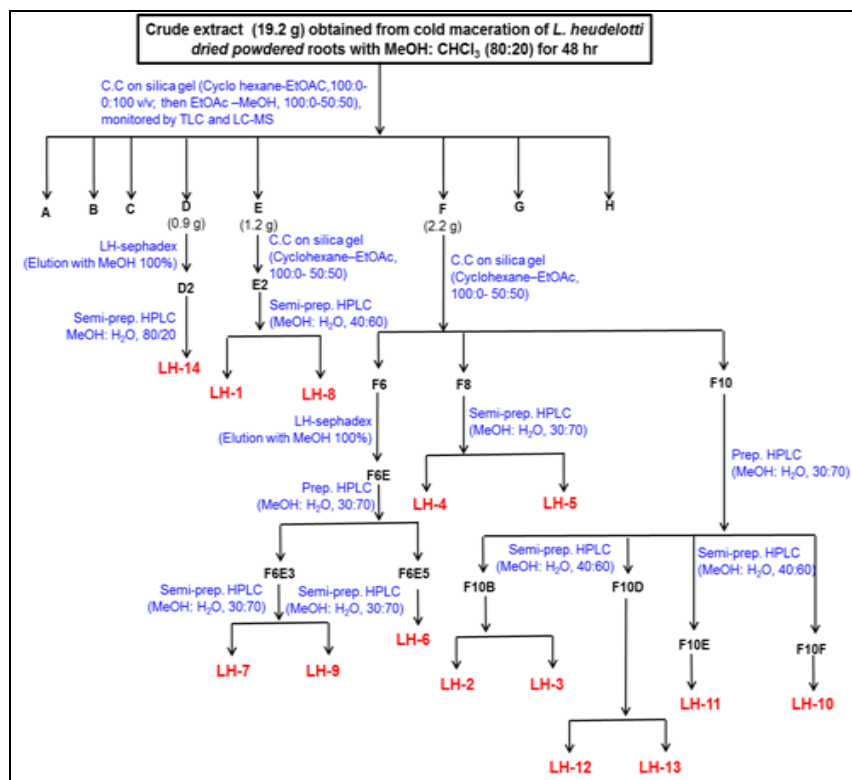 Crude extract (19.2 g) obtained from cold maceration of L. heudelotti
dried powdered roots with MeOH: CHCl₃ (80:20) for 48 hr
C.C on silica gel (Cyclo hexane-EtOAC,100:0-
0:100 v/v; then EtOAc –MeOH, 100:0-50:50),
monitored by TLC and LC-MS
A B C D E F G H
(0.9 g) (1.2 g) (2.2 g)
LH-sephadex
(Elution with MeOH 100%)
C.C on silica gel
(Cyclohexane–EtOAc,
100:0- 50:50)
C.C on silica gel
(Cyclohexane–EtOAc,
100:0- 50:50)
D2
E2
Semi-prep. HPLC
MeOH: H₂O, 80/20
Semi-prep. HPLC
(MeOH: H₂O, 40:60)
LH-14
LH-1
LH-8
F6
F8
F10
LH-sephadex
(Elution with MeOH 100%)
Semi-prep. HPLC
(MeOH: H₂O, 30:70)
Prep. HPLC
(MeOH: H₂O, 30:70)
F6E
LH-4
LH-5
Prep. HPLC
(MeOH: H₂O, 30:70)
Semi-prep. HPLC
(MeOH: H₂O, 40:60)
Semi-prep. HPLC
(MeOH: H₂O, 40:60)
F6E3
F6E5
F10B
F10D
Semi-prep. HPLC
(MeOH: H₂O, 30:70)
Semi-prep. HPLC
(MeOH: H₂O, 30:70)
LH-6
F10E
F10F
LH-7
LH-9
LH-2
LH-3
LH-11
LH-10
LH-12
LH-13